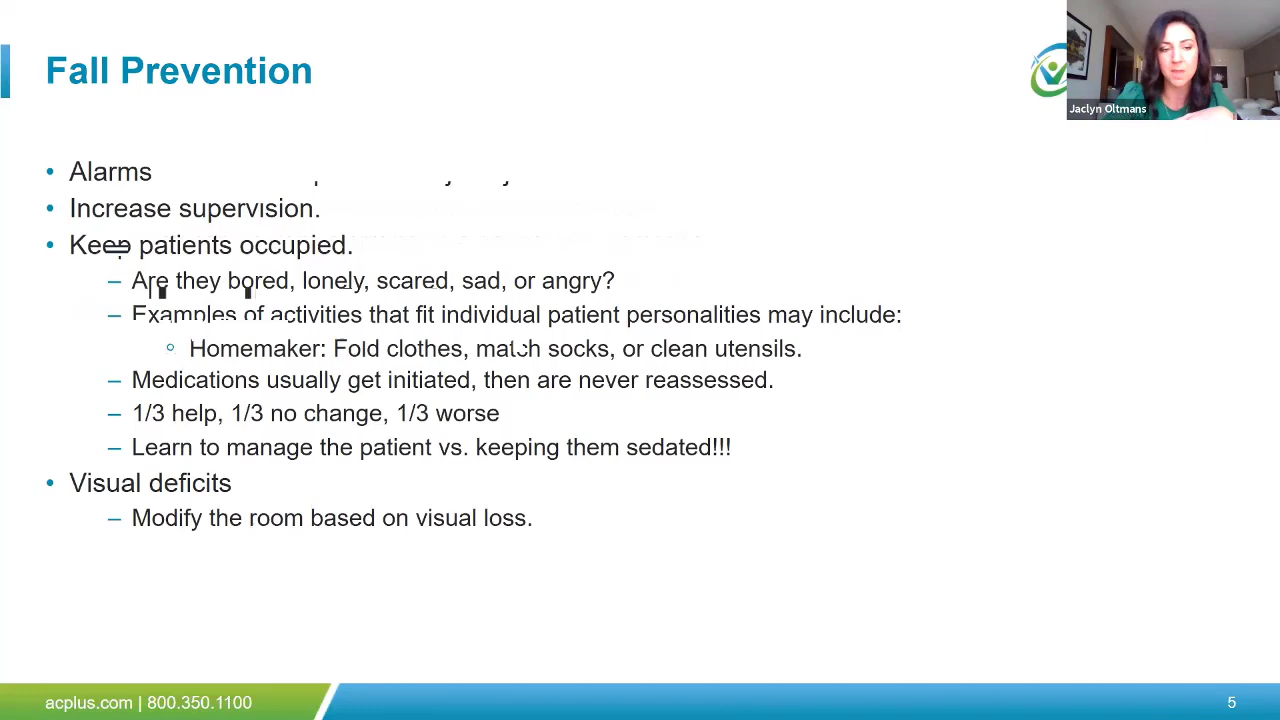 Fall Prevention
Jaclyn Oltmans
• Alarms
• Increase supervision.
• Keep patients occupied.
– Are they bored, lonely, scared, sad, or angry?
– Examples of activities that fit individual patient personalities may include:
° Homemaker: Fold clothes, match socks, or clean utensils.
– Medications usually get initiated, then are never reassessed.
– 1/3 help, 1/3 no change, 1/3 worse
– Learn to manage the patient vs. keeping them sedated!!!
• Visual deficits
– Modify the room based on visual loss.
acplus.com | 800.350.1100
5